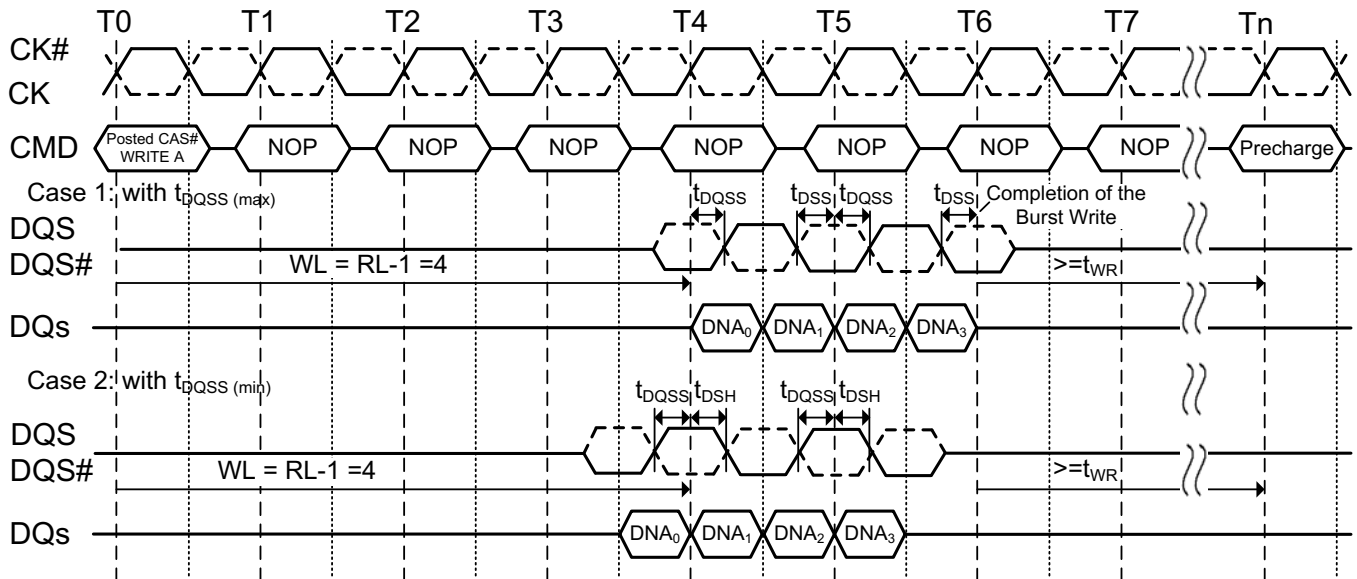 T0 T1 T2 T3 T4 T5 T6 T7 Tn
CK#
CK
CMD
Posted CAS#
WRITE A
NOP NOP NOP NOP NOP NOP NOP Precharge
Case 1: with tDQSS (max)
tDQSS tDSS tDQSS tDSS Completion of the
Burst Write
DQS
DQS#
WL = RL-1 =4 >=tWR
DQs DNA0 DNA1 DNA2 DNA3
Case 2: with tDQSS (min)
tDQSS tDSH tDQSS tDSH
DQS
DQS#
WL = RL-1 =4 >=tWR
DQs DNA0 DNA1 DNA2 DNA3